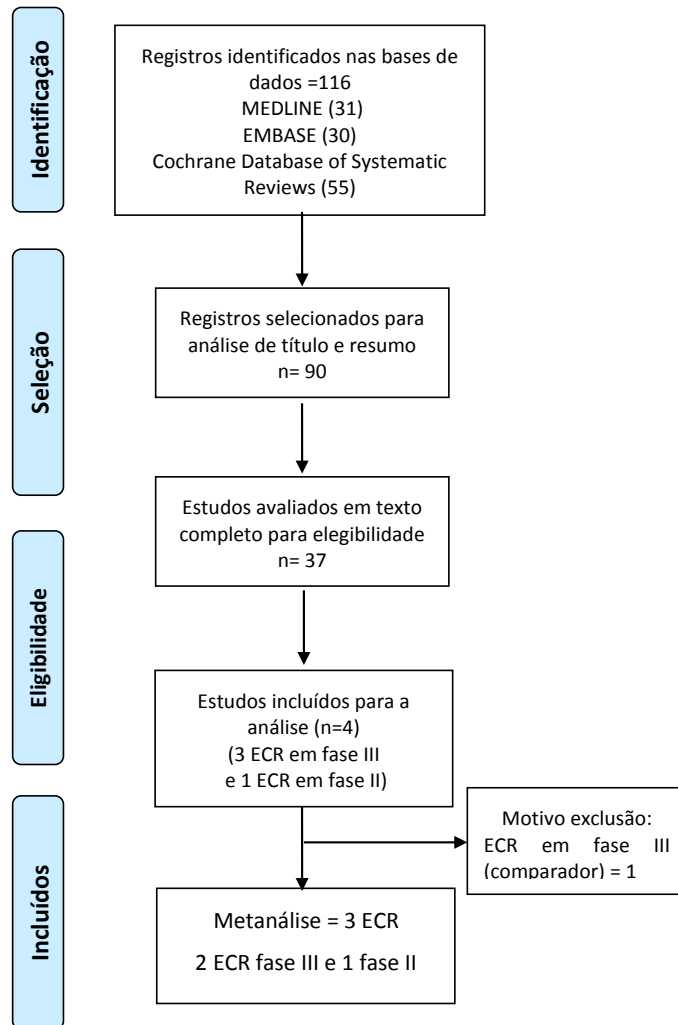 Identificação
Registros identificados nas bases de
dados =116
MEDLINE (31)
EMBASE (30)
Cochrane Database of Systematic
Reviews (55)
Seleção
Registros selecionados para
análise de título e resumo
n= 90
Estudos avaliados em texto
completo para elegibilidade
n= 37
Eligibilidade
Estudos incluídos para a
análise (n=4)
(3 ECR em fase III
e 1 ECR em fase II)
Motivo exclusão:
ECR em fase III
(comparador) = 1
Incluídos
Metanálise = 3 ECR
2 ECR fase III e 1 fase II